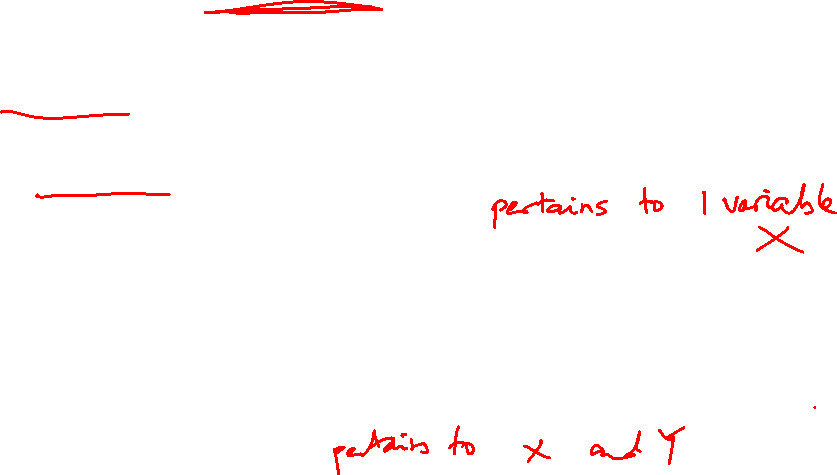 pertains to 1 variable
X
pertains to x and Y